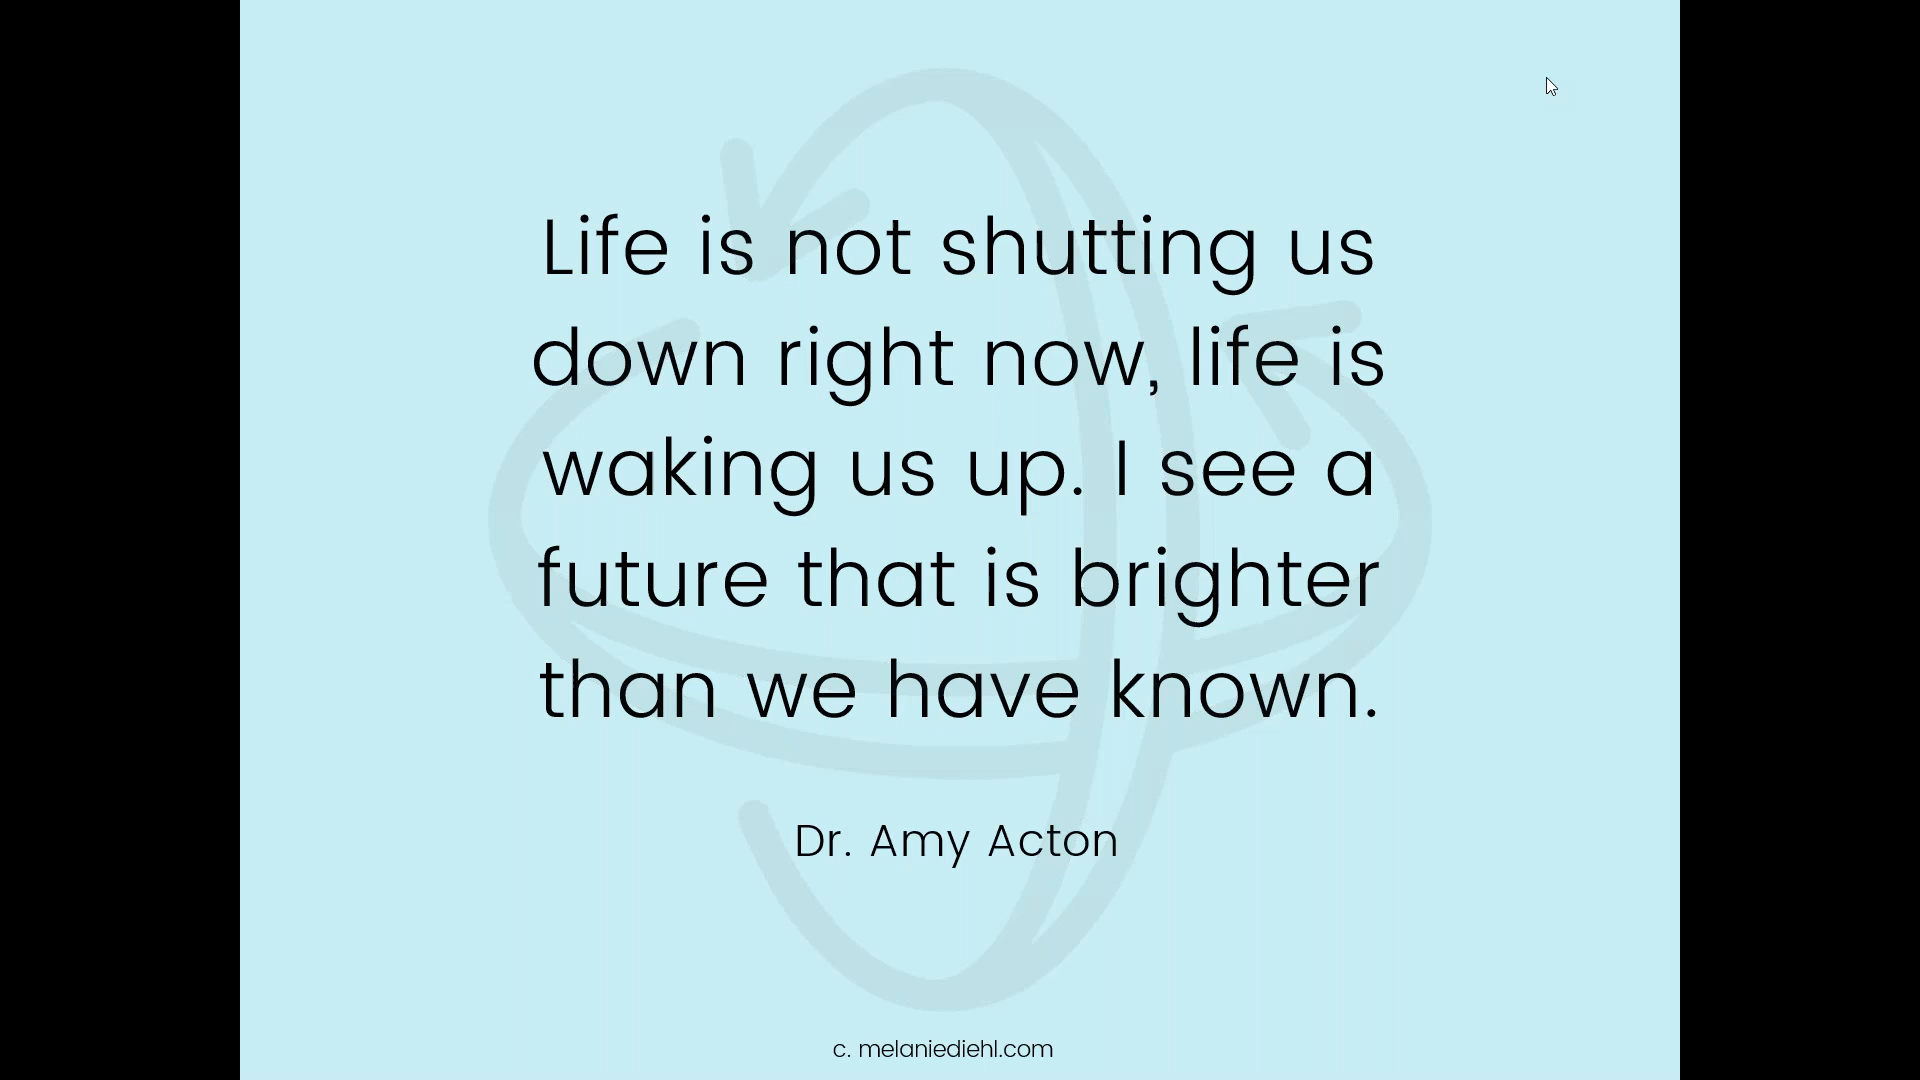 Life is not shutting us
down right now, life is
waking us up. I see a
future that is brighter
than we have known.
Dr. Amy Acton
c. melaniediehl.com